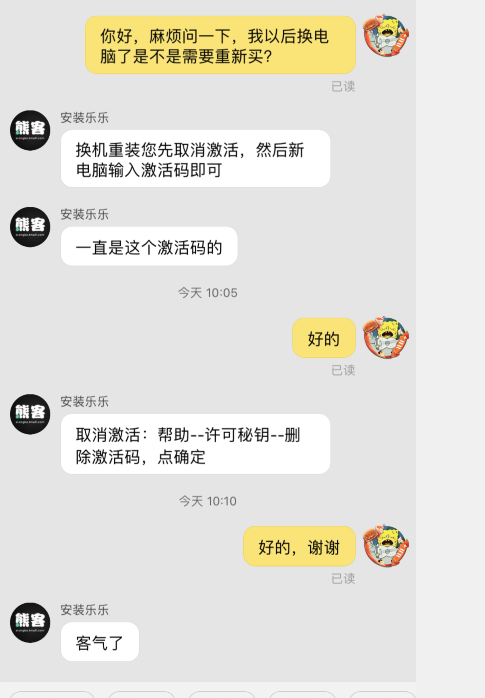 你好，麻烦问一下，我以后换电
脑了是不是需要重新买？
已读
安装乐乐
熊客
换机重装您先取消激活，然后新
电脑输入激活码即可
安装乐乐
熊客
一直是这个激活码的
今天 10:05
好的
已读
安装乐乐
熊客
取消激活：帮助--许可秘钥--删
除激活码，点确定
今天 10:10
好的，谢谢
已读
安装乐乐
熊客
客气了